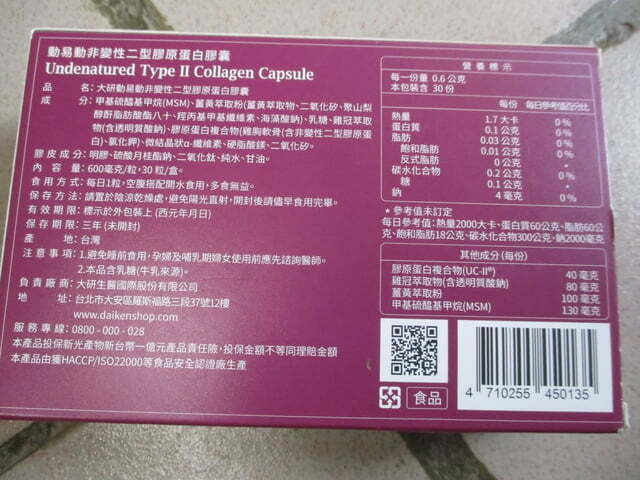 動易動非變性二型膠原蛋白膠囊
Undenatured Type II Collagen Capsule
品名：大研動易動非變性二型膠原蛋白膠囊
成分：甲基硫醯基甲烷(MSM)、薑黃萃取粉(薑黃萃取物、二氧化矽、聚山梨
醇酐脂肪酸酯八十、羥丙基甲基纖維素、海藻酸鈉)、乳糖、雞冠萃取
物(含透明質酸鈉)、膠原蛋白複合物(雞胸軟骨(含非變性二型膠原蛋
白)、氯化鉀)、微結晶狀α-纖維素、硬脂酸鎂、二氧化矽。
膠皮成分：明膠、硫酸月桂酯鈉、二氧化鈦、純水、甘油。
內容量：600毫克/粒，30粒/盒。
食用方式：每日1粒，空腹搭配開水食用，多食無益。
保存方法：請置於陰涼乾燥處，避免陽光直射，開封後請儘早食用完畢。
有效期限：標示於外包裝上 (西元年月日)
保存期限：三年 (未開封)
產地：台灣
注意事項：1.避免睡前食用，孕婦及哺乳期婦女使用前應先諮詢醫師。
2.本品含乳糖(牛乳來源)。
負責廠商：大研生醫國際股份有限公司
地址：台北市大安區羅斯福路三段37號12樓
www.daikenshop.com
服務專線：0800 - 000 - 028
本產品投保新光產物新台幣一億元產品責任險，投保金額不等同理賠金額
本產品由獲HACCP/ISO22000等食品安全認證廠生產
營養標示
每一份量 0.6 公克
本包裝含 30 份
每份 每日參考值百分比
熱量 1.7 大卡 0 %
蛋白質 0.1 公克 0 %
脂肪 0.03 公克 0 %
飽和脂肪 0.01 公克 0 %
反式脂肪 0 公克 *
碳水化合物 0.2 公克 0 %
糖 0.1 公克 *
鈉 4 毫克 0 %
* 參考值未訂定
每日參考值：熱量2000大卡、蛋白質60公克、脂肪60公
克、飽和脂肪18公克、碳水化合物300公克、鈉2000毫克
其他成分(每份)
膠原蛋白複合物(UC-II®) 40 毫克
雞冠萃取物(含透明質酸鈉) 80 毫克
薑黃萃取粉 100 毫克
甲基硫醯基甲烷(MSM) 130 毫克
食品
4 710255 450135